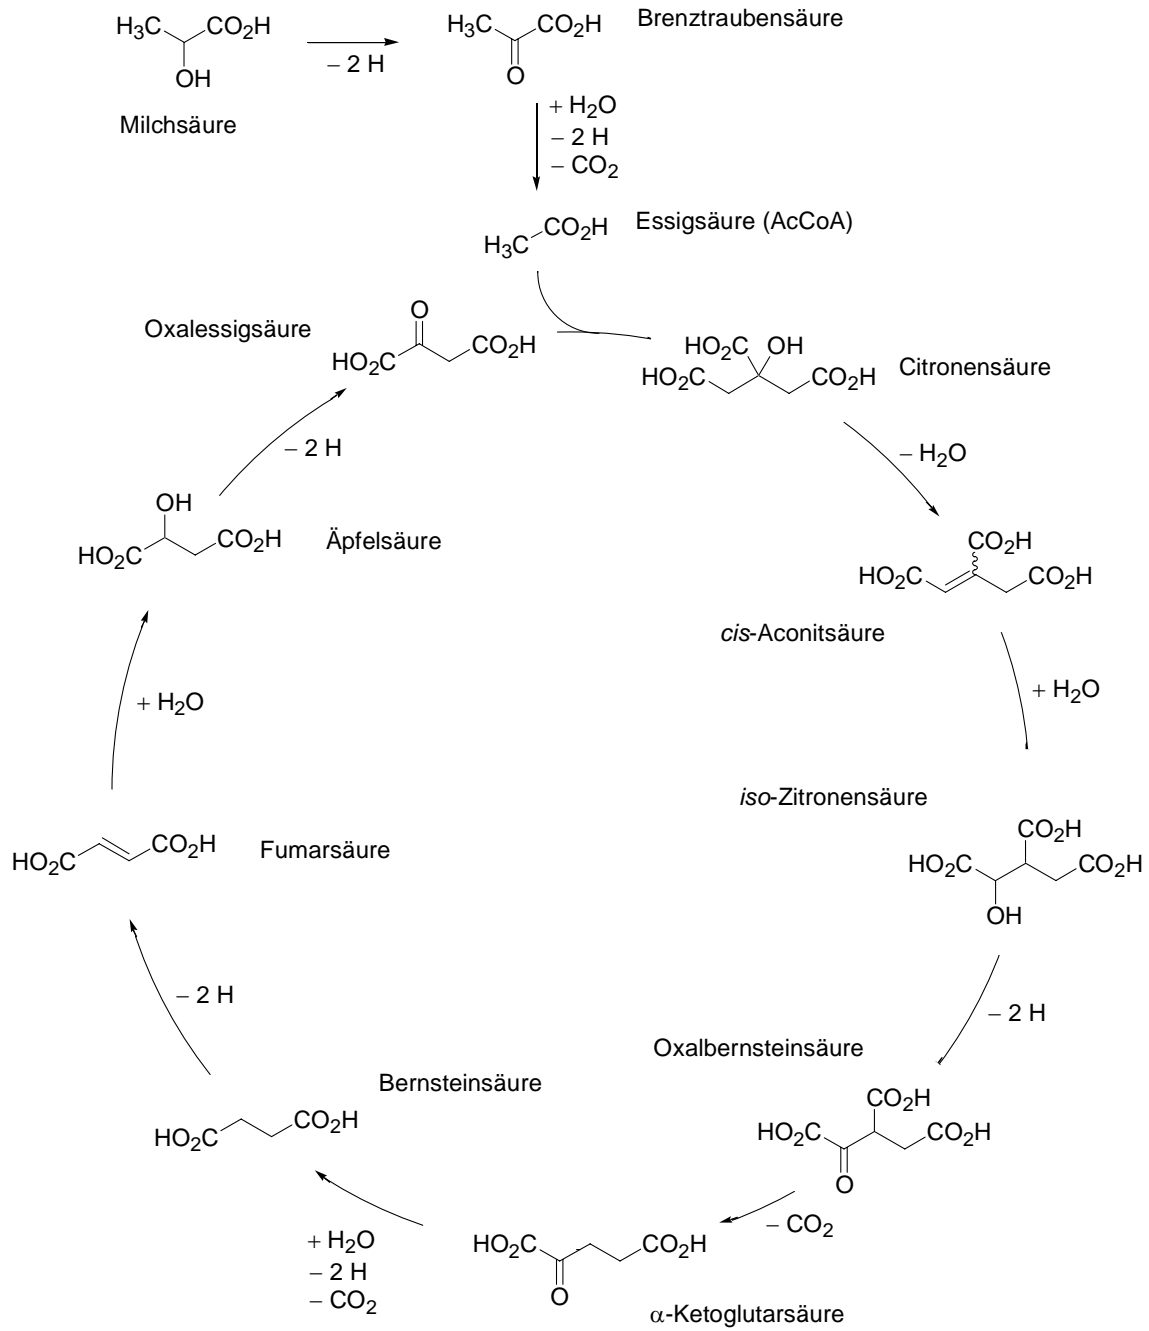 H3C CO2H
OH
Milchsäure
– 2 H
H3C CO2H
O
Brenztraubensäure
+ H2O
– 2 H
– CO2
H3C CO2H
Essigsäure (AcCoA)
Oxalessigsäure
O
HO2C CO2H
HO2C OH
HO2C CO2H
Citronensäure
– 2 H
– H2O
OH
HO2C CO2H
Äpfelsäure
CO2H
HO2C CO2H
cis-Aconitsäure
+ H2O
+ H2O
iso-Zitronensäure
CO2H
HO2C CO2H
OH
HO2C CO2H
Fumarsäure
– 2 H
– 2 H
Oxalbernsteinsäure
CO2H
HO2C CO2H
O
Bernsteinsäure
HO2C CO2H
– CO2
+ H2O
– 2 H
– CO2
HO2C CO2H
O
α-Ketoglutarsäure